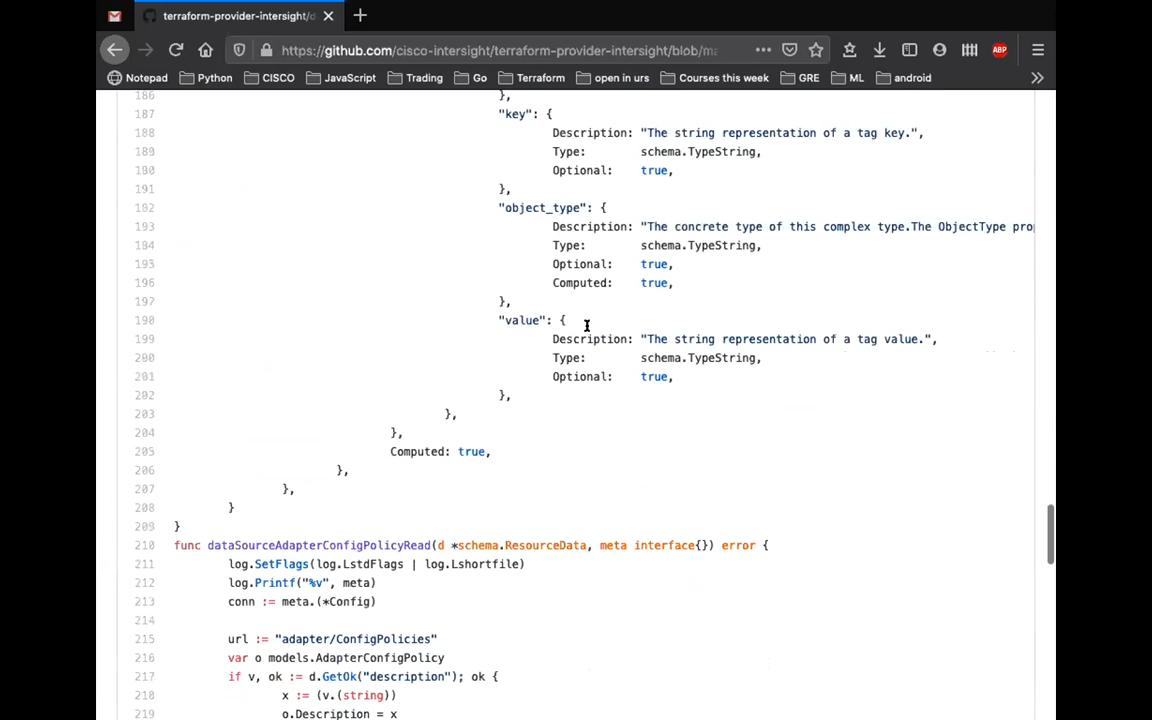 terraform-provider-intersight/d
https://github.com/cisco-intersight/terraform-provider-intersight/blob/ma
ABP
Notepad Python CISCO JavaScript Trading Go Terraform open in urs Courses this week GRE ML android
186 },
187 "key": {
188 Description: "The string representation of a tag key.",
189 Type: schema.TypeString,
190 Optional: true,
191 },
192 "object_type": {
193 Description: "The concrete type of this complex type.The ObjectType prop
194 Type: schema.TypeString,
195 Optional: true,
196 Computed: true,
197 },
198 "value": {
199 Description: "The string representation of a tag value.",
200 Type: schema.TypeString,
201 Optional: true,
202 },
203 },
204 },
205 Computed: true,
206 },
207 },
208 }
209 }
210 func dataSourceAdapterConfigPolicyRead(d *schema.ResourceData, meta interface{}) error {
211 log.SetFlags(log.LstdFlags | log.Lshortfile)
212 log.Printf("%v", meta)
213 conn := meta.(*Config)
214
215 url := "adapter/ConfigPolicies"
216 var o models.AdapterConfigPolicy
217 if v, ok := d.GetOk("description"); ok {
218 x := (v.(string))
219 o.Description = x